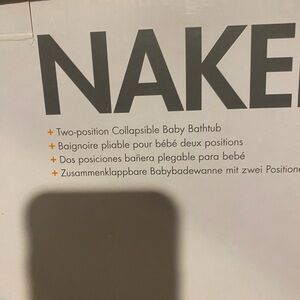 NAKE
+ Two-position Collapsible Baby Bathtub
+ Baignoire pliable pour bébé deux positions
+ Dos posiciones bañera plegable para bebé
+ Zusammenklappbare Babybadewanne mit zwei Positione